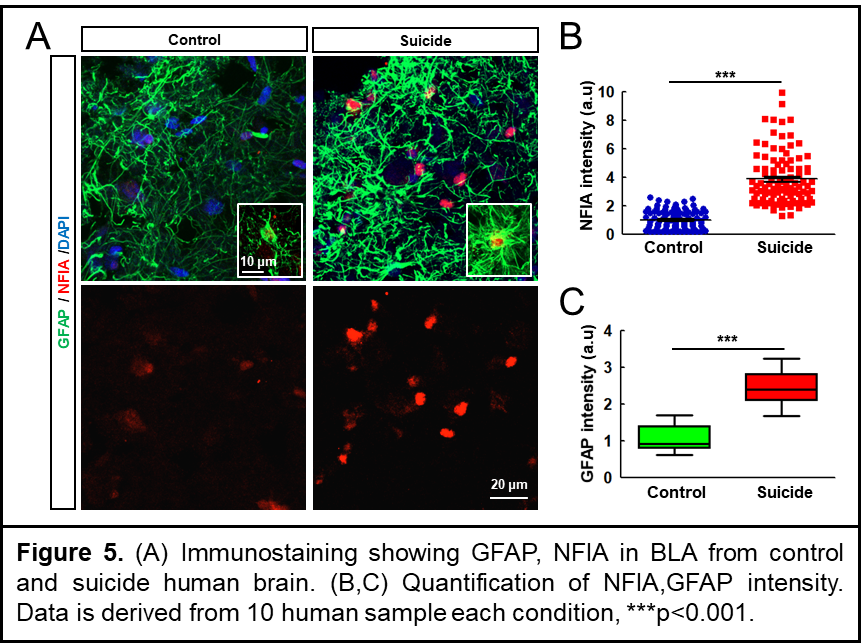 A
Control
Suicide
GFAP / NFIA /DAPI
10 µm
20 µm
B
***
NFIA intensity (a.u)
10
8
6
4
2
0
Control
Suicide
C
***
GFAP intensity (a.u)
4
3
2
1
0
Control
Suicide
Figure 5. (A) Immunostaining showing GFAP, NFIA in BLA from control
and suicide human brain. (B,C) Quantification of NFIA,GFAP intensity.
Data is derived from 10 human sample each condition, ***p<0.001.